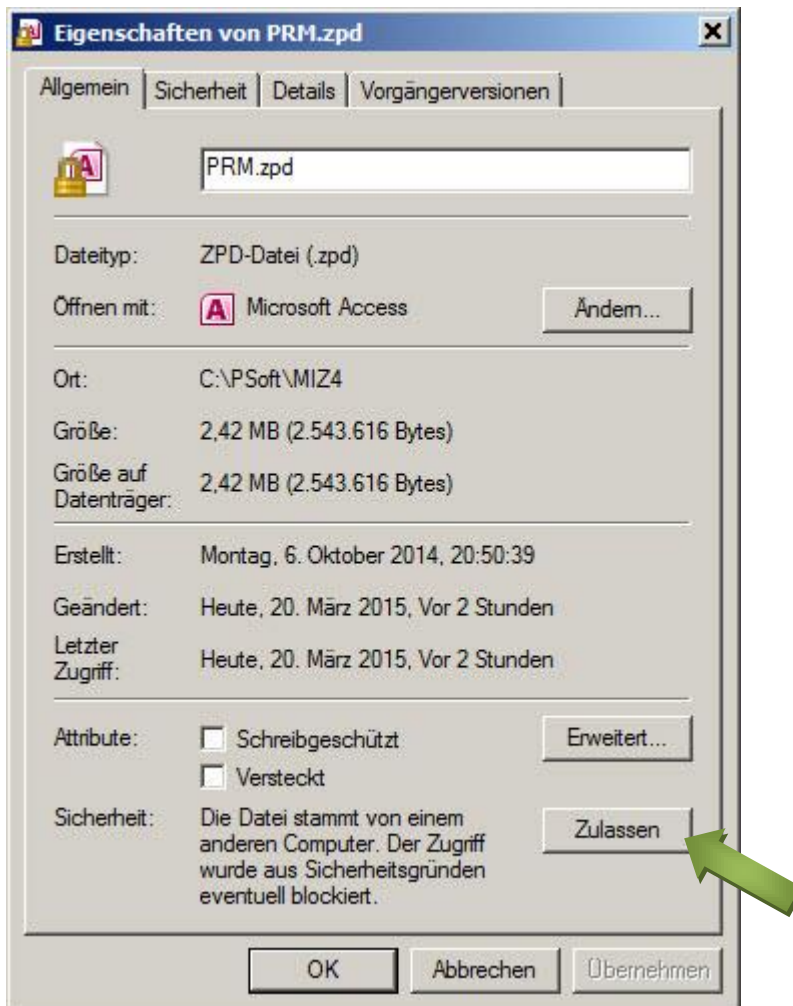 Eigenschaften von PRM.zpd
Allgemein Sicherheit Details Vorgängerversionen
PRM.zpd
Dateityp: ZPD-Datei (.zpd)
Öffnen mit: Microsoft Access Ändern...
Ort: C:\PSoft\MIZ4
Größe: 2,42 MB (2.543.616 Bytes)
Größe auf
Datenträger: 2,42 MB (2.543.616 Bytes)
Erstellt: Montag, 6. Oktober 2014, 20:50:39
Geändert: Heute, 20. März 2015, Vor 2 Stunden
Letzter
Zugriff: Heute, 20. März 2015, Vor 2 Stunden
Attribute: Schreibgeschützt Erweitert...
Versteckt
Sicherheit: Die Datei stammt von einem
anderen Computer. Der Zugriff
wurde aus Sicherheitsgründen
eventuell blockiert.
Zulassen
OK Abbrechen Übernehmen